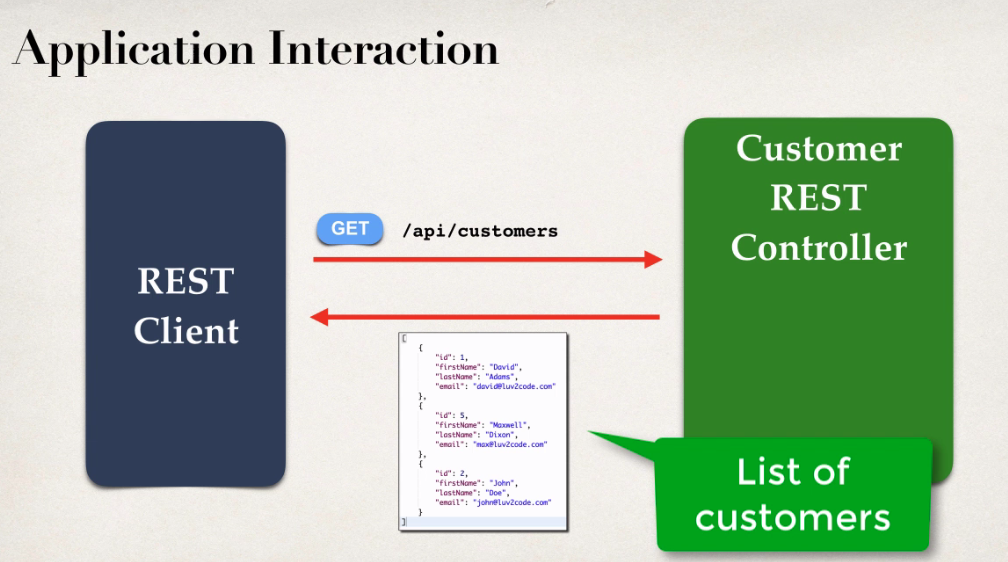 Application Interaction
REST
Client
GET /api/customers
Customer
REST
Controller
[
{
"id": 1,
"firstName": "David",
"lastName": "Adams",
"email": "david@luv2code.com"
},
{
"id": 5,
"firstName": "Maxwell",
"lastName": "Dixon",
"email": "max@luv2code.com"
},
{
"id": 2,
"firstName": "John",
"lastName": "Doe",
"email": "john@luv2code.com"
}
]
List of
customers